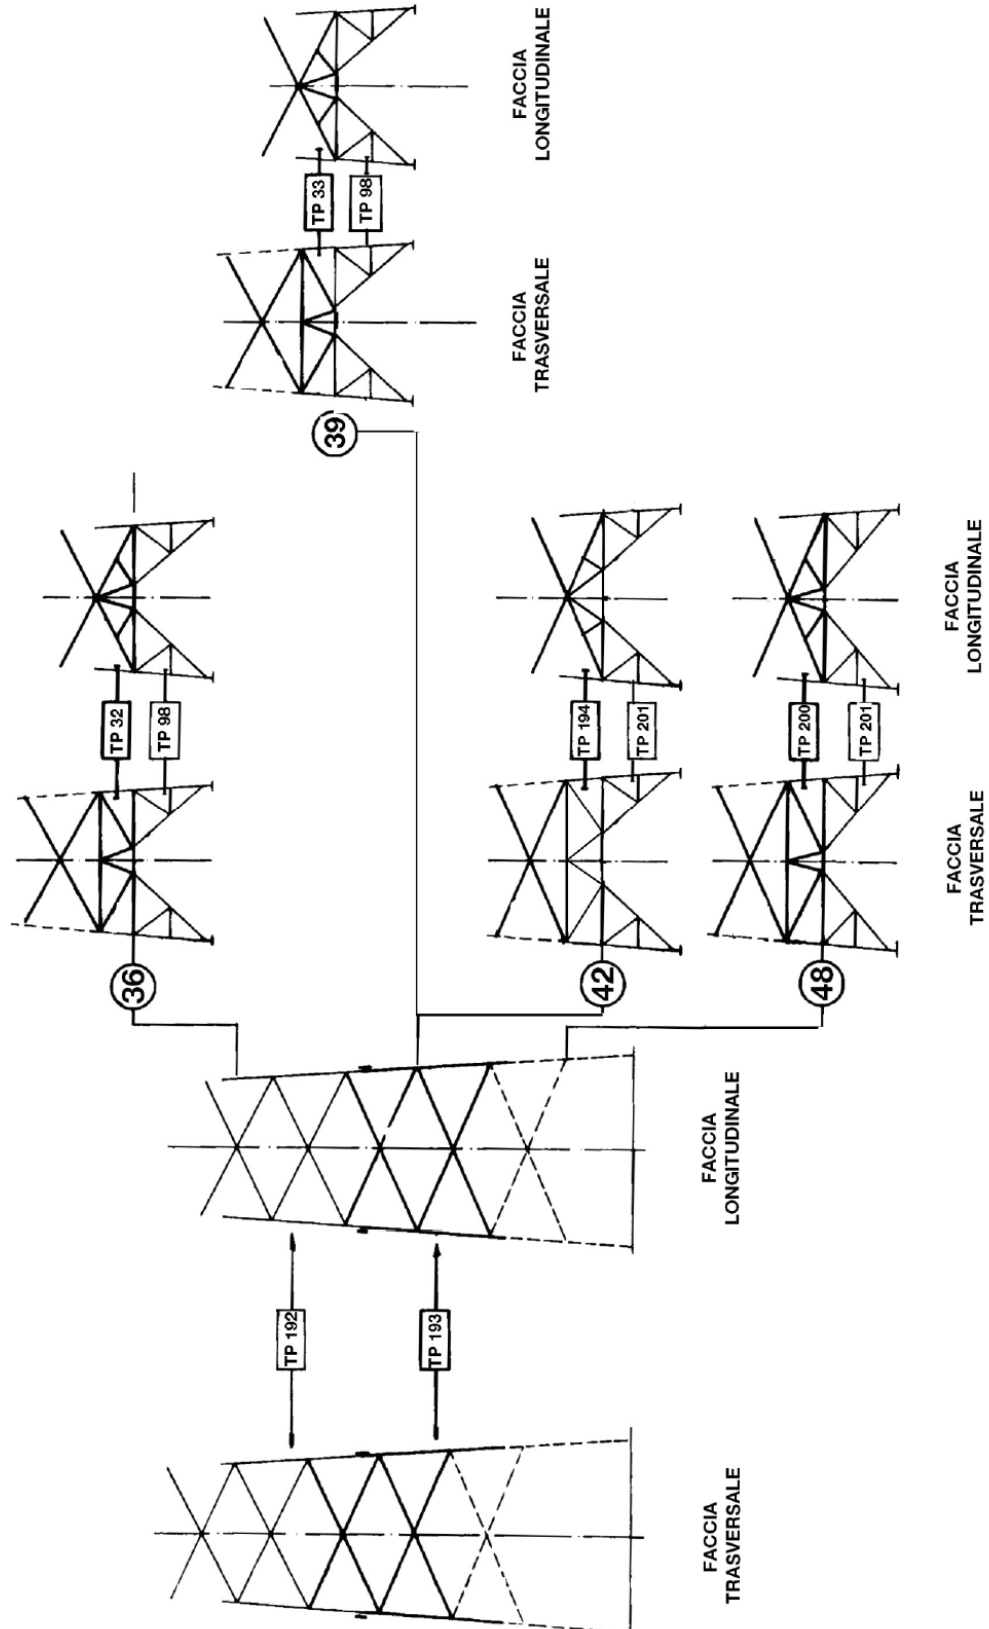 FACCIA
TRASVERSALE
TP 33
TP 98
FACCIA
LONGITUDINALE
39
36
TP 32
TP 98
42
TP 194
TP 201
48
TP 200
TP 201
FACCIA
TRASVERSALE
FACCIA
LONGITUDINALE
TP 192
TP 193
FACCIA
TRASVERSALE
FACCIA
LONGITUDINALE